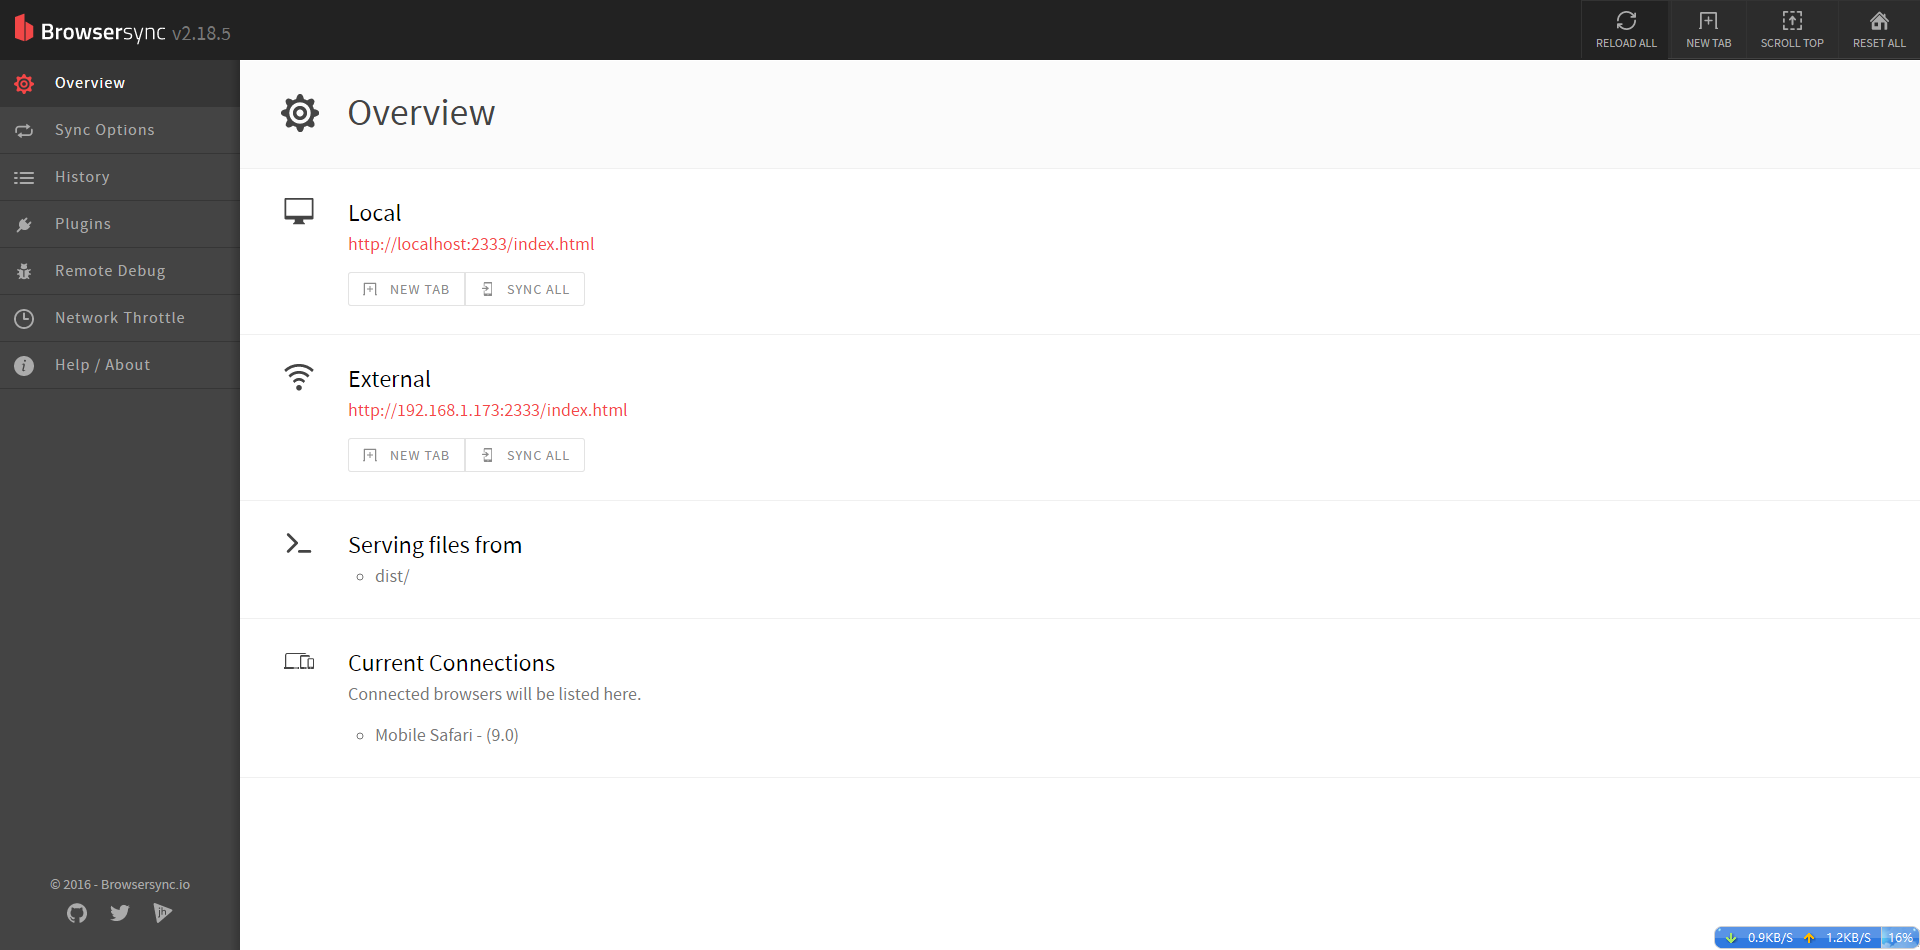 Browsersync v2.18.5
RELOAD ALL
NEW TAB
SCROLL TOP
RESET ALL
Overview
Sync Options
History
Plugins
Remote Debug
Network Throttle
Help / About
© 2016 - Browsersync.io
jh
Overview
Local
http://localhost:2333/index.html
NEW TAB
SYNC ALL
External
http://192.168.1.173:2333/index.html
NEW TAB
SYNC ALL
Serving files from
dist/
Current Connections
Connected browsers will be listed here.
Mobile Safari - (9.0)
0.9KB/S 1.2KB/S 16%